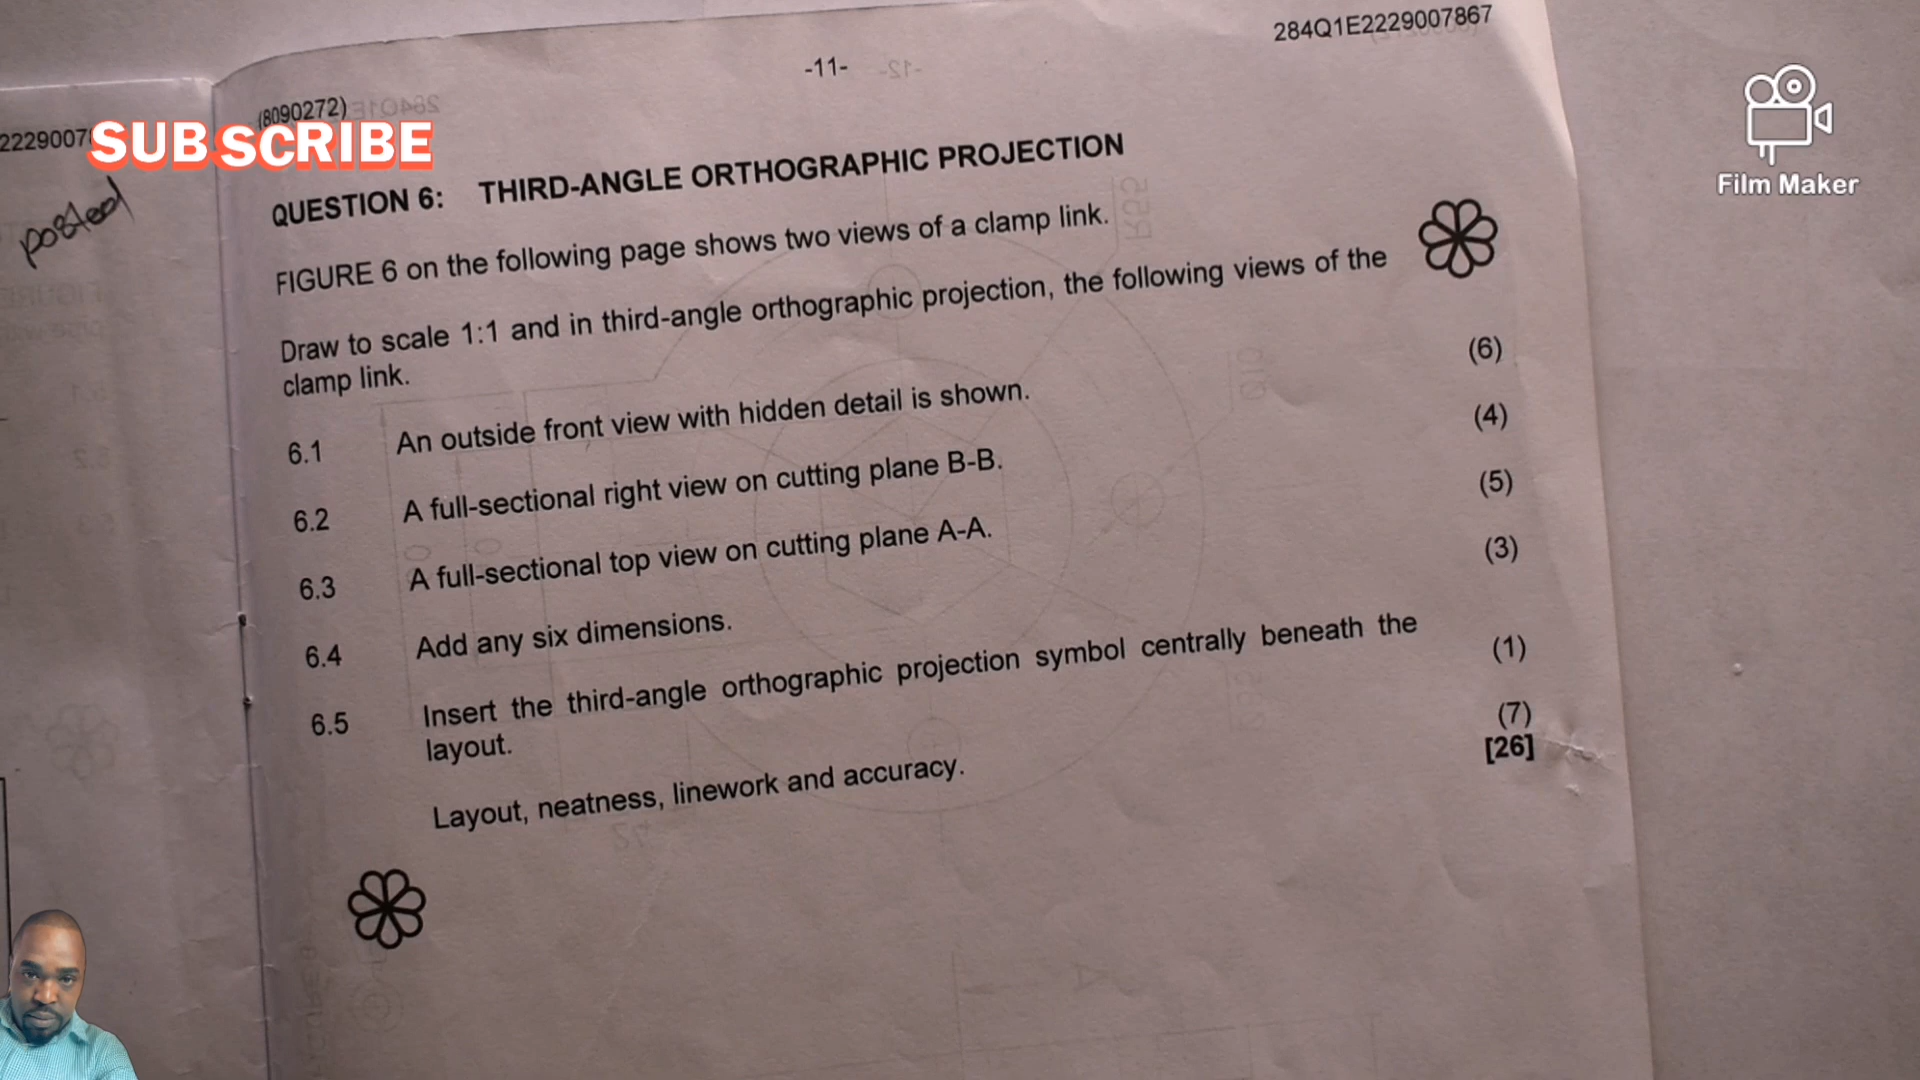 284Q1E2229007867
-11-
(8090272)
SUBSCRIBE
Film Maker
posted
QUESTION 6: THIRD-ANGLE ORTHOGRAPHIC PROJECTION
FIGURE 6 on the following page shows two views of a clamp link.
Draw to scale 1:1 and in third-angle orthographic projection, the following views of the
clamp link.
6.1 An outside front view with hidden detail is shown. (6)
6.2 A full-sectional right view on cutting plane B-B. (4)
6.3 A full-sectional top view on cutting plane A-A. (5)
6.4 Add any six dimensions. (3)
6.5 Insert the third-angle orthographic projection symbol centrally beneath the
layout. (1)
Layout, neatness, linework and accuracy. (7)
[26]